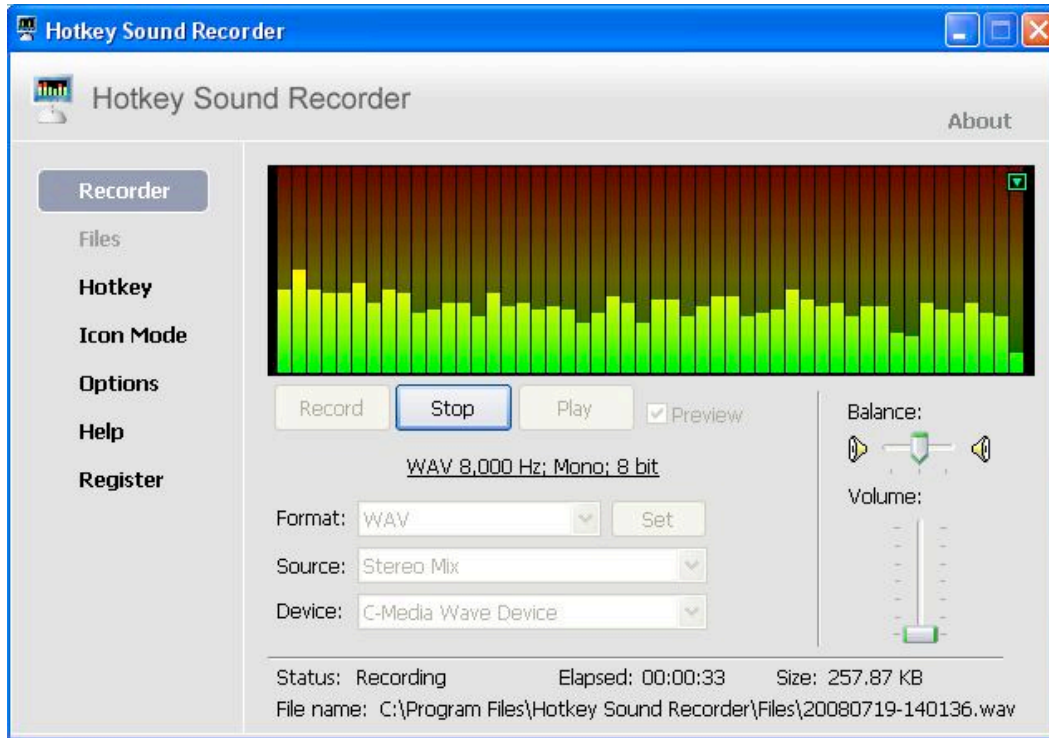 Hotkey Sound Recorder
Hotkey Sound Recorder
About
Recorder
Files
Hotkey
Icon Mode
Options
Help
Register
Record Stop Play Preview
WAV 8,000 Hz; Mono; 8 bit
Format: WAV Set
Source: Stereo Mix
Device: C-Media Wave Device
Balance:
Volume:
Status: Recording Elapsed: 00:00:33 Size: 257.87 KB
File name: C:\Program Files\Hotkey Sound Recorder\Files\20080719-140136.wav